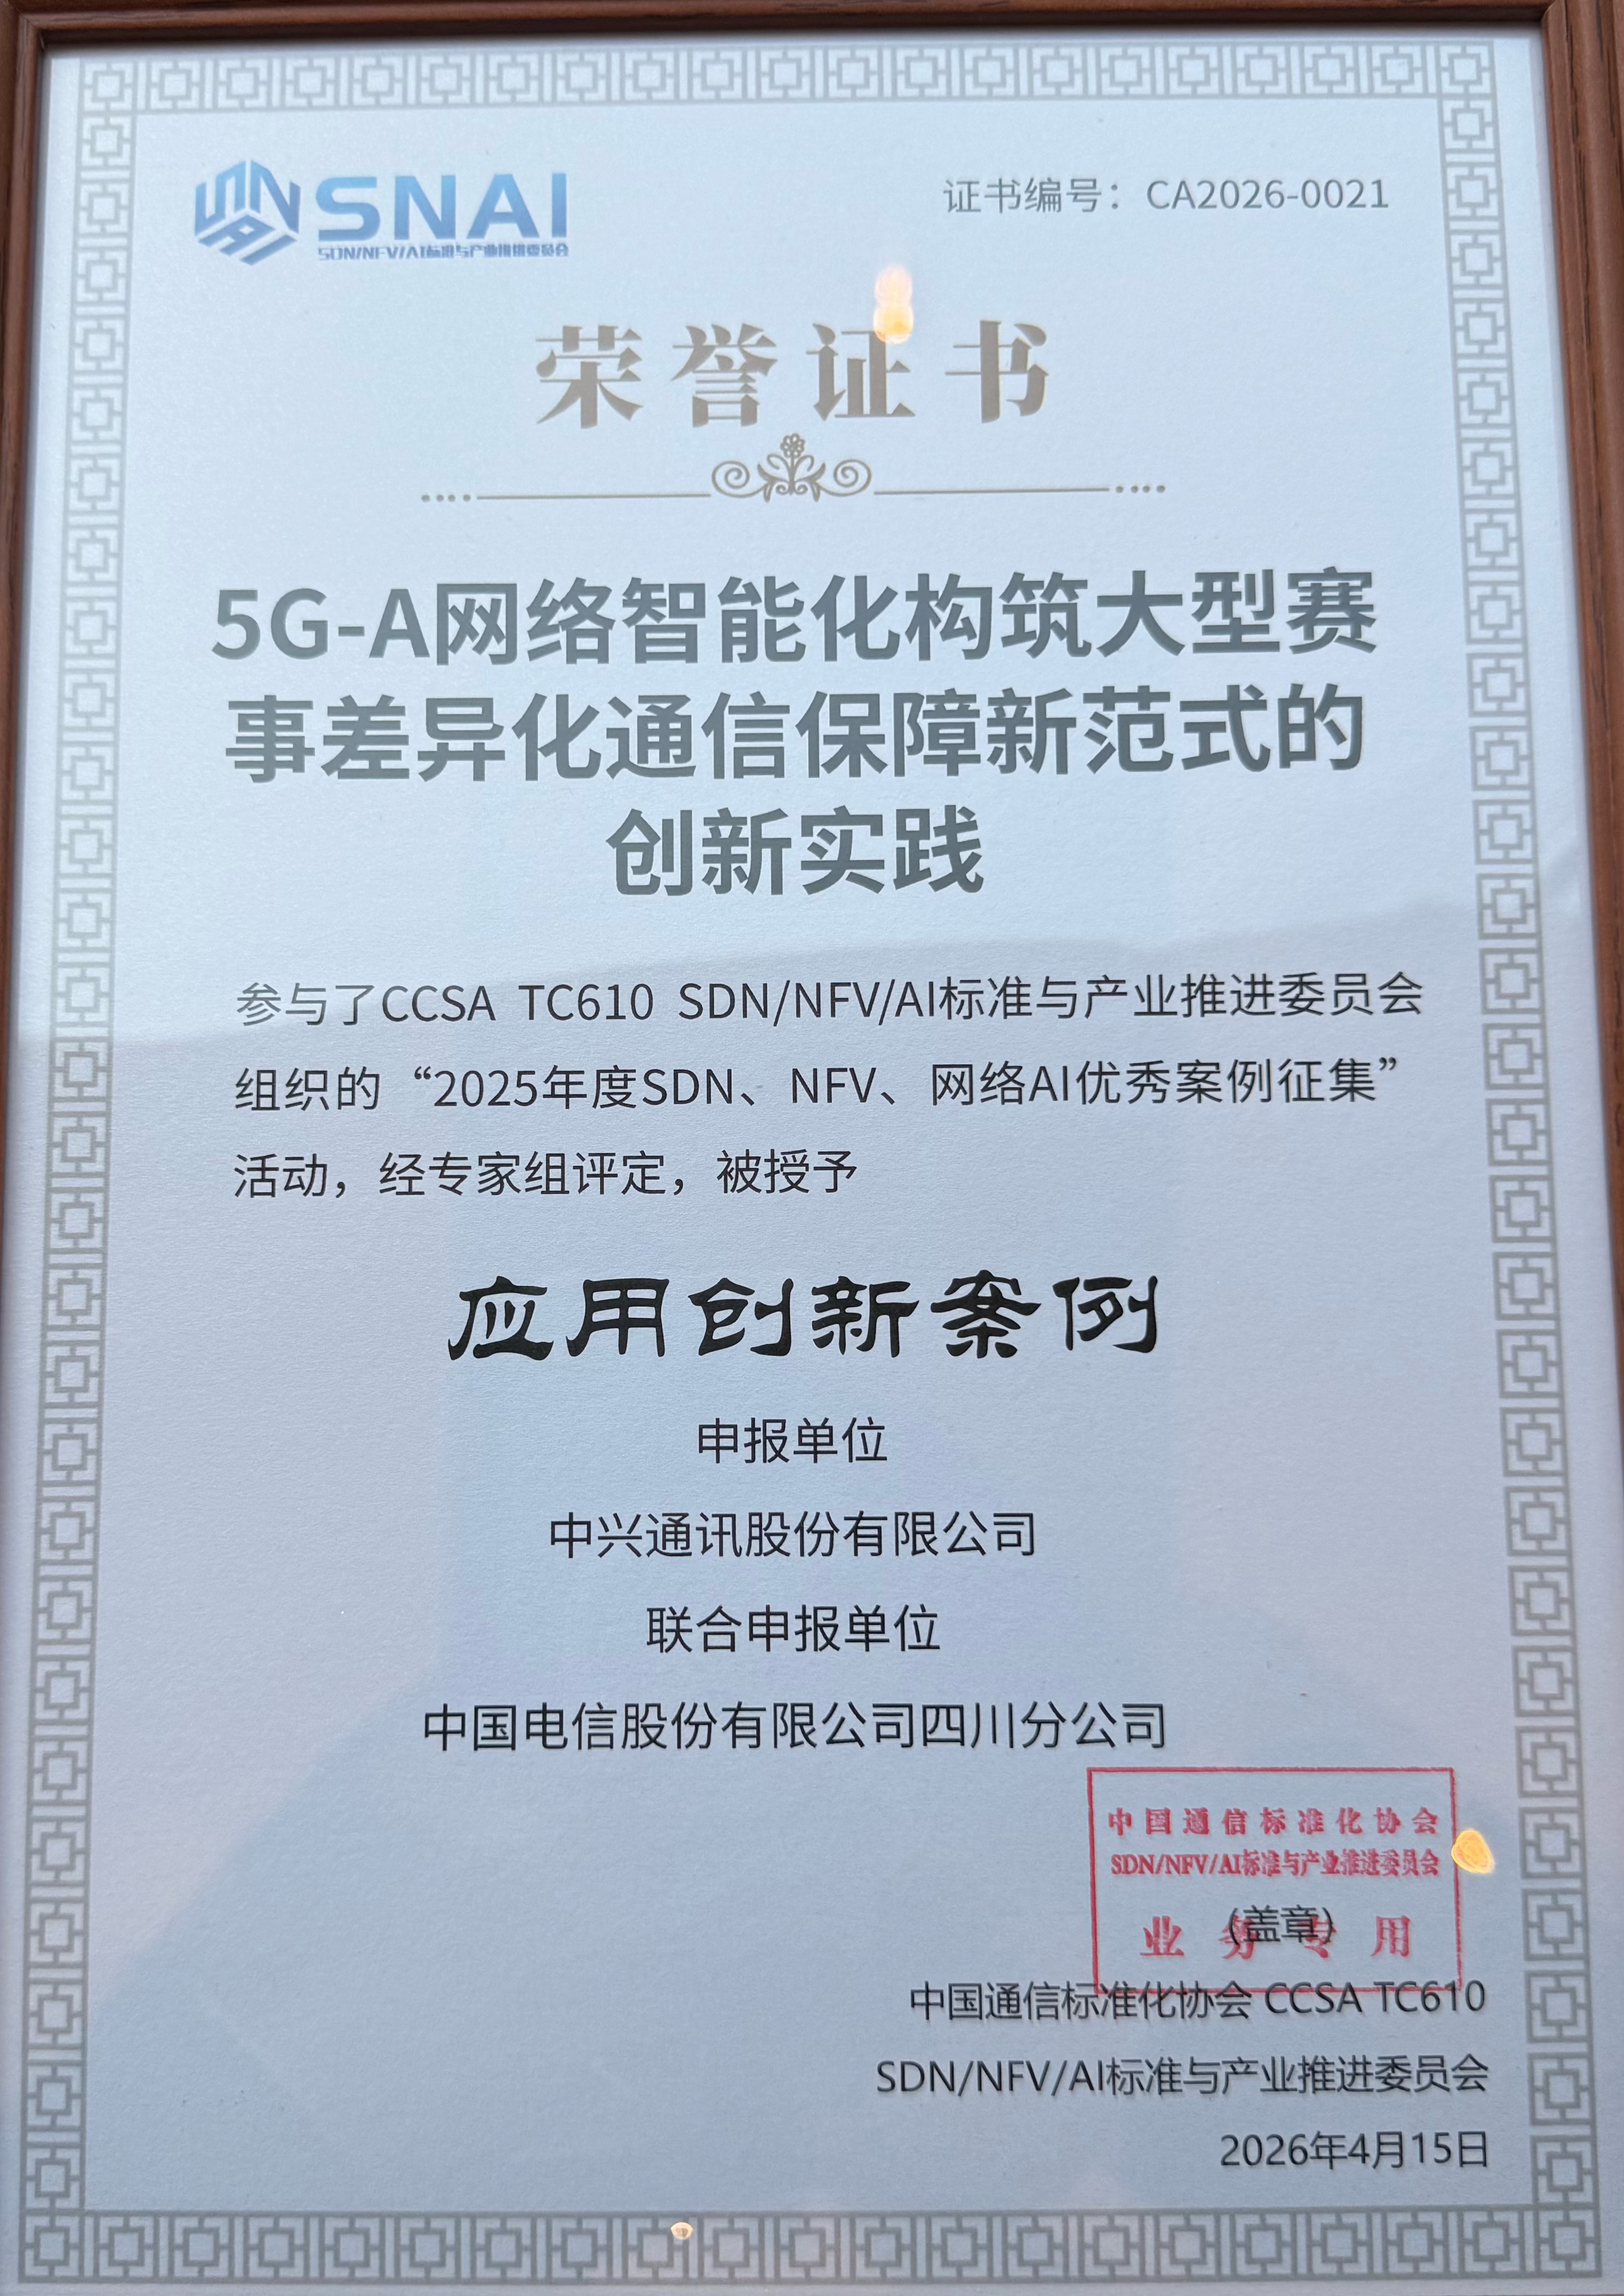 SNAI
SDN/NFV/AI标准与产业推进委员会
证书编号：CA2026-0021
荣誉证书
5G-A网络智能化构筑大型赛
事差异化通信保障新范式的
创新实践
参与了CCSA TC610 SDN/NFV/AI标准与产业推进委员会
组织的“2025年度SDN、NFV、网络AI优秀案例征集”
活动，经专家组评定，被授予
应用创新案例
申报单位
中兴通讯股份有限公司
联合申报单位
中国电信股份有限公司四川分公司
中国通信标准化协会
SDN/NFV/AI标准与产业推进委员会
业务专用
（盖章）
中国通信标准化协会 CCSA TC610
SDN/NFV/AI标准与产业推进委员会
2026年4月15日